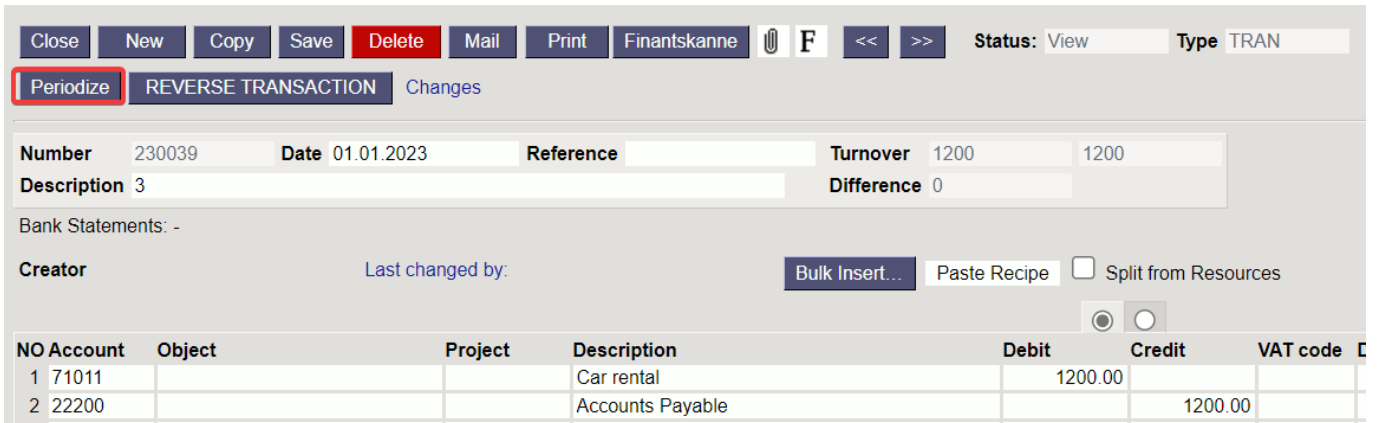 Close New Copy Save Delete Mail Print Finantskanne F << >> Status: View Type TRAN
Periodize REVERSE TRANSACTION Changes
Number 230039 Date 01.01.2023 Reference Turnover 1200 1200
Description 3 Difference 0
Bank Statements: -
Creator Last changed by: Bulk Insert... Paste Recipe Split from Resources
NO Account Object Project Description Debit Credit VAT code D
1 71011 Car rental 1200.00
2 22200 Accounts Payable 1200.00